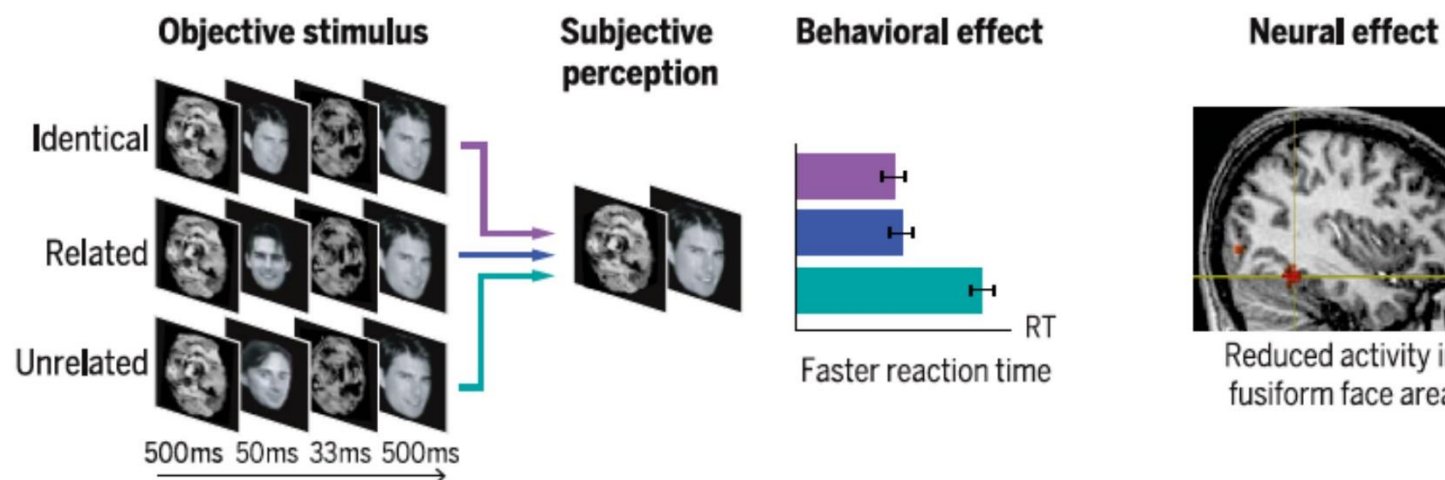 Objective stimulus
Subjective
perception
Behavioral effect
Neural effect
Identical
Related
Unrelated
500ms 50ms 33ms 500ms
RT
Faster reaction time
Reduced activity
fusiform face